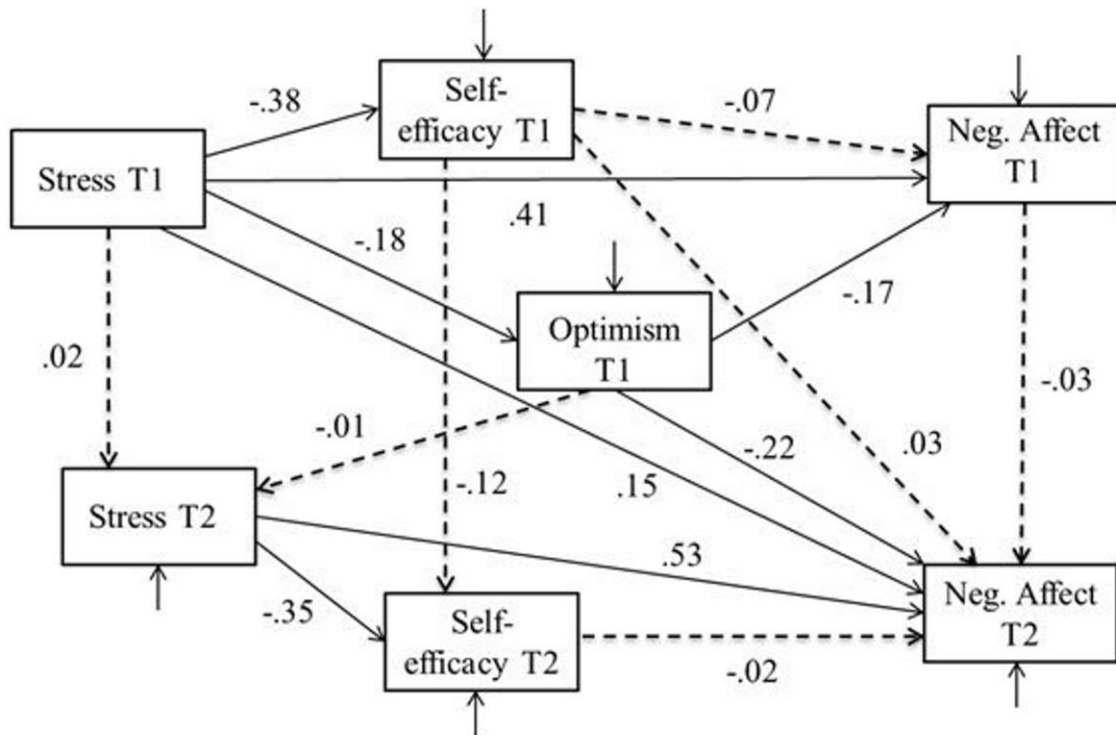 Self-
efficacy T1
-.38
-.07
Neg. Affect
T1
Stress T1
.41
-.18
-.17
Optimism
T1
.02
-.03
-.01
-.22
.03
-.12
.15
Stress T2
.53
-.35
Neg. Affect
T2
Self-
efficacy T2
-.02